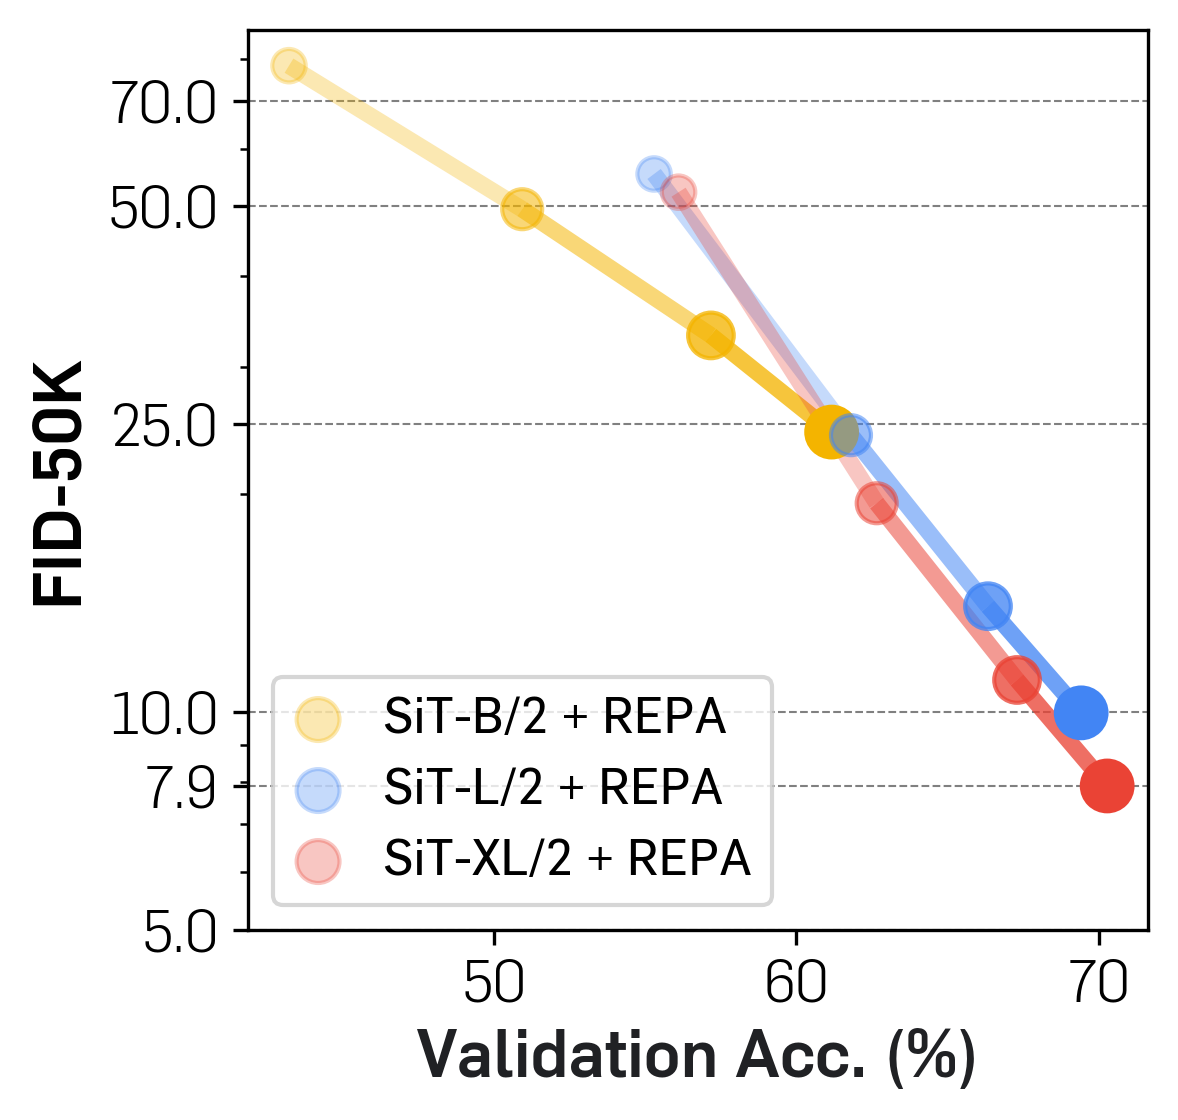 FID-50K
70.0
50.0
25.0
10.0
7.9
5.0
SiT-B/2 + REPA
SiT-L/2 + REPA
SiT-XL/2 + REPA
50 60 70
Validation Acc. (%)